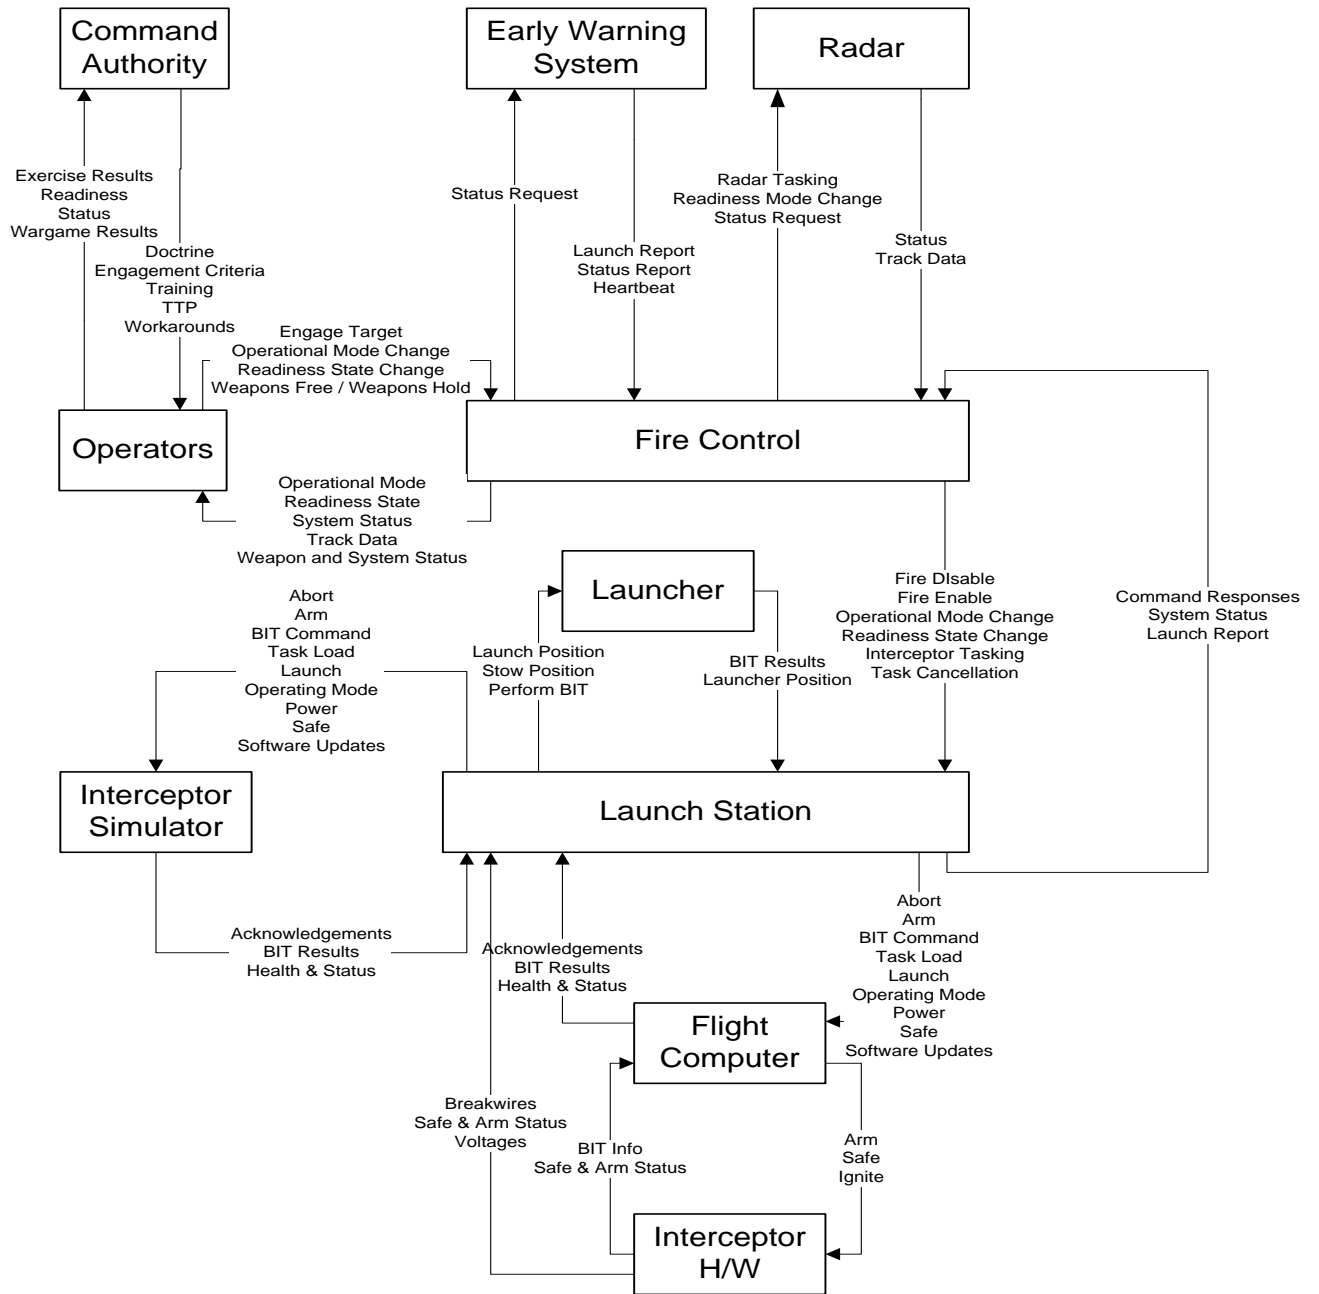 Command
Authority
Early Warning
System
Radar
Exercise Results
Readiness
Status
Wargame Results
Status Request
Radar Tasking
Readiness Mode Change
Status Request
Doctrine
Engagement Criteria
Training
TTP
Workarounds
Launch Report
Status Report
Heartbeat
Status
Track Data
Engage Target
Operational Mode Change
Readiness State Change
Weapons Free / Weapons Hold
Operators
Fire Control
Operational Mode
Readiness State
System Status
Track Data
Weapon and System Status
Launcher
Fire DIsable
Fire Enable
Operational Mode Change
Readiness State Change
Interceptor Tasking
Task Cancellation
Command Responses
System Status
Launch Report
Abort
Arm
BIT Command
Task Load
Launch
Operating Mode
Power
Safe
Software Updates
Launch Position
Stow Position
Perform BIT
BIT Results
Launcher Position
Interceptor
Simulator
Launch Station
Acknowledgements
BIT Results
Health & Status
Acknowledgements
BIT Results
Health & Status
Abort
Arm
BIT Command
Task Load
Launch
Operating Mode
Power
Safe
Software Updates
Flight
Computer
Breakwires
Safe & Arm Status
Voltages
BIT Info
Safe & Arm Status
Arm
Safe
Ignite
Interceptor
H/W